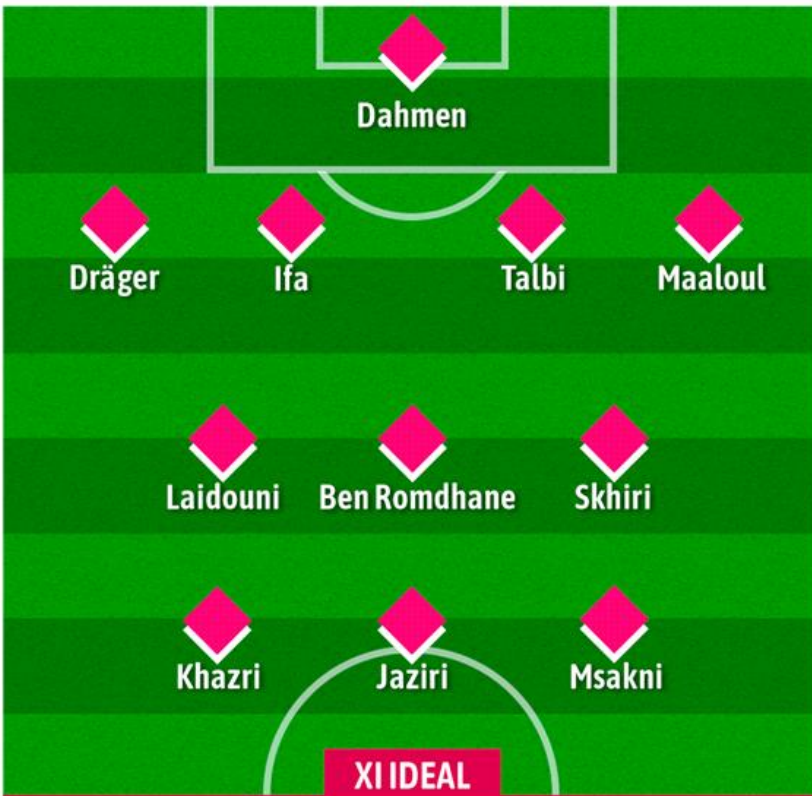 Dahmen
Dräger Ifa Talbi Maaloul
Laidouni Ben Romdhane Skhiri
Khazri Jaziri Msakni
XI IDEAL